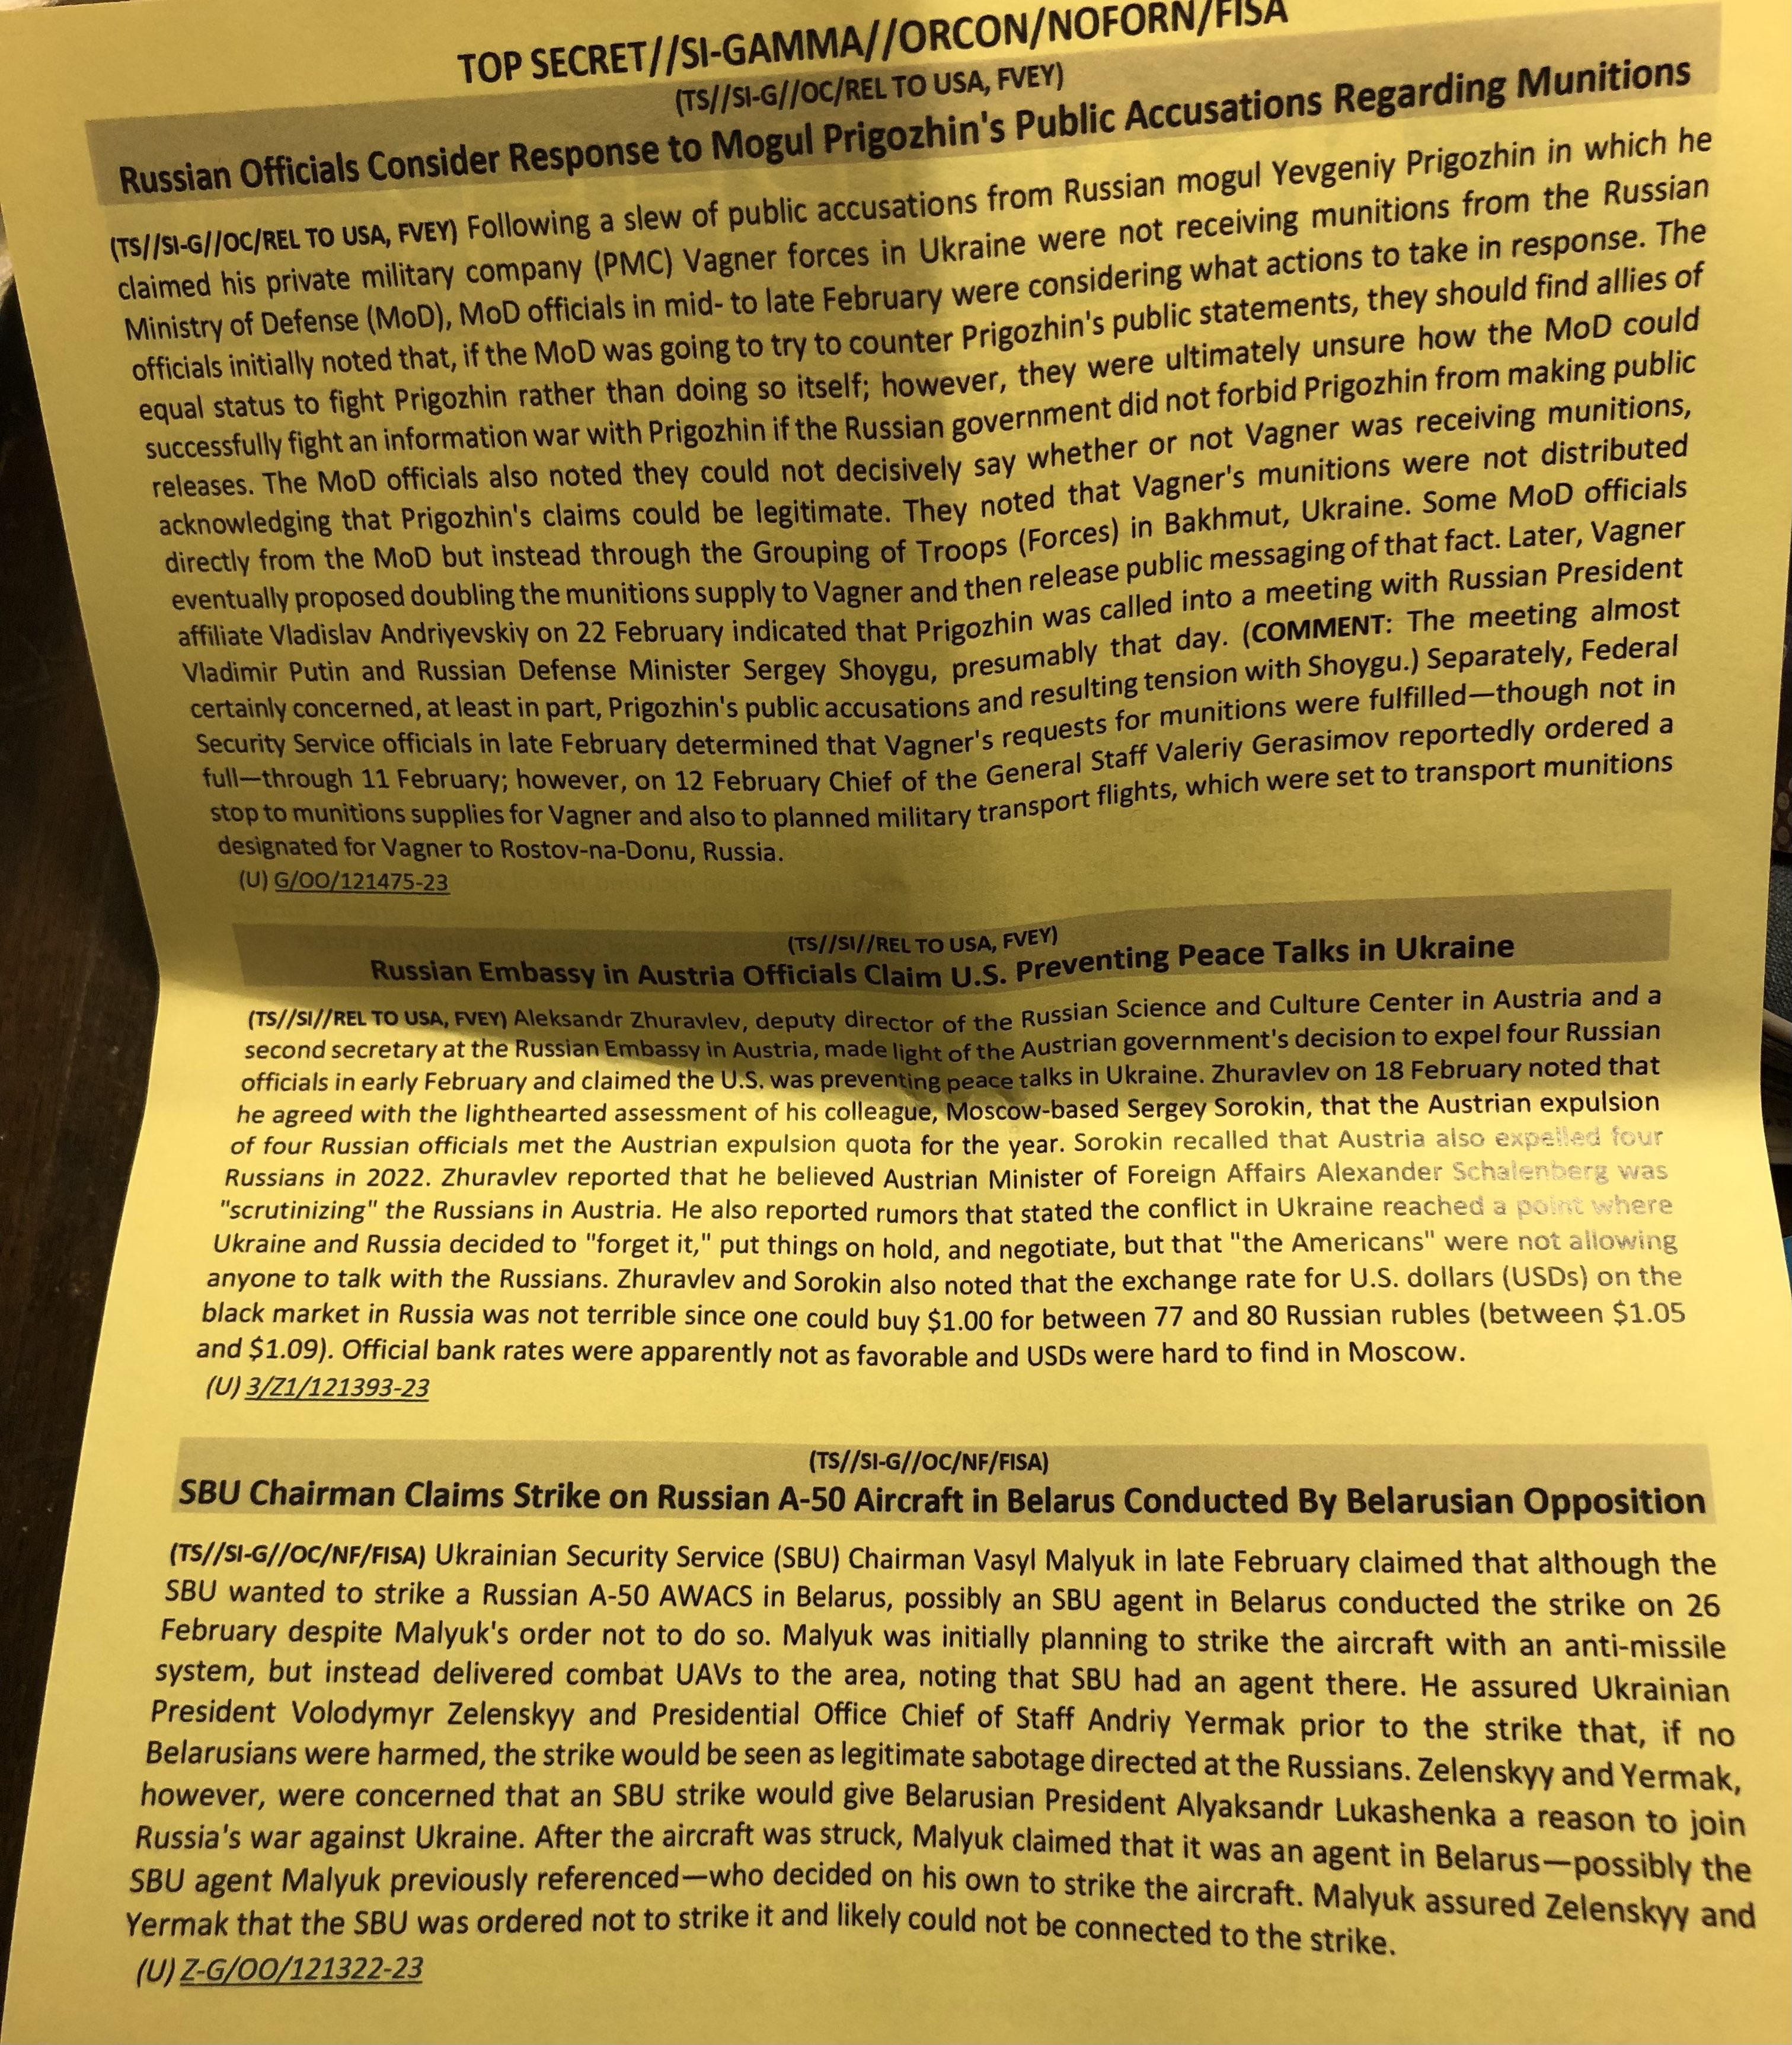 TOP SECRET//SI-GAMMA//ORCON/NOFORN/FISA
(TS//SI-G//OC/REL TO USA, FVEY)
Russian Officials Consider Response to Mogul Prigozhin's Public Accusations Regarding Munitions
(TS//SI-G//OC/REL TO USA, FVEY) Following a slew of public accusations from Russian mogul Yevgeniy Prigozhin in which he
claimed his private military company (PMC) Vagner forces in Ukraine were not receiving munitions from the Russian
Ministry of Defense (MoD), MoD officials in mid- to late February were considering what actions to take in response. The
officials initially noted that, if the MoD was going to try to counter Prigozhin's public statements, they should find allies of
equal status to fight Prigozhin rather than doing so itself; however, they were ultimately unsure how the MoD could
successfully fight an information war with Prigozhin if the Russian government did not forbid Prigozhin from making public
releases. The MoD officials also noted they could not decisively say whether or not Vagner was receiving munitions,
acknowledging that Prigozhin's claims could be legitimate. They noted that Vagner's munitions were not distributed
directly from the MoD but instead through the Grouping of Troops (Forces) in Bakhmut, Ukraine. Some MoD officials
eventually proposed doubling the munitions supply to Vagner and then release public messaging of that fact. Later, Vagner
affiliate Vladislav Andriyevskiy on 22 February indicated that Prigozhin was called into a meeting with Russian President
Vladimir Putin and Russian Defense Minister Sergey Shoygu, presumably that day. (COMMENT: The meeting almost
certainly concerned, at least in part, Prigozhin's public accusations and resulting tension with Shoygu.) Separately, Federal
Security Service officials in late February determined that Vagner's requests for munitions were fulfilled—though not in
full—through 11 February; however, on 12 February Chief of the General Staff Valeriy Gerasimov reportedly ordered a
stop to munitions supplies for Vagner and also to planned military transport flights, which were set to transport munitions
designated for Vagner to Rostov-na-Donu, Russia.
(U) G/OO/121475-23
(TS//SI//REL TO USA, FVEY)
Russian Embassy in Austria Officials Claim U.S. Preventing Peace Talks in Ukraine
(TS//SI//REL TO USA, FVEY) Aleksandr Zhuravlev, deputy director of the Russian Science and Culture Center in Austria and a
second secretary at the Russian Embassy in Austria, made light of the Austrian government's decision to expel four Russian
officials in early February and claimed the U.S. was preventing peace talks in Ukraine. Zhuravlev on 18 February noted that
he agreed with the lighthearted assessment of his colleague, Moscow-based Sergey Sorokin, that the Austrian expulsion
of four Russian officials met the Austrian expulsion quota for the year. Sorokin recalled that Austria also expelled four
Russians in 2022. Zhuravlev reported that he believed Austrian Minister of Foreign Affairs Alexander Schalenberg was
"scrutinizing" the Russians in Austria. He also reported rumors that stated the conflict in Ukraine reached a point where
Ukraine and Russia decided to "forget it," put things on hold, and negotiate, but that "the Americans" were not allowing
anyone to talk with the Russians. Zhuravlev and Sorokin also noted that the exchange rate for U.S. dollars (USDs) on the
black market in Russia was not terrible since one could buy $1.00 for between 77 and 80 Russian rubles (between $1.05
and $1.09). Official bank rates were apparently not as favorable and USDs were hard to find in Moscow.
(U) 3/Z1/121393-23
(TS//SI-G//OC/NF/FISA)
SBU Chairman Claims Strike on Russian A-50 Aircraft in Belarus Conducted By Belarusian Opposition
(TS//SI-G//OC/NF/FISA) Ukrainian Security Service (SBU) Chairman Vasyl Malyuk in late February claimed that although the
SBU wanted to strike a Russian A-50 AWACS in Belarus, possibly an SBU agent in Belarus conducted the strike on 26
February despite Malyuk's order not to do so. Malyuk was initially planning to strike the aircraft with an anti-missile
system, but instead delivered combat UAVs to the area, noting that SBU had an agent there. He assured Ukrainian
President Volodymyr Zelenskyy and Presidential Office Chief of Staff Andriy Yermak prior to the strike that, if no
Belarusians were harmed, the strike would be seen as legitimate sabotage directed at the Russians. Zelenskyy and Yermak,
however, were concerned that an SBU strike would give Belarusian President Alyaksandr Lukashenka a reason to join
Russia's war against Ukraine. After the aircraft was struck, Malyuk claimed that it was an agent in Belarus—possibly the
SBU agent Malyuk previously referenced—who decided on his own to strike the aircraft. Malyuk assured Zelenskyy and
Yermak that the SBU was ordered not to strike it and likely could not be connected to the strike.
(U) Z-G/OO/121322-23